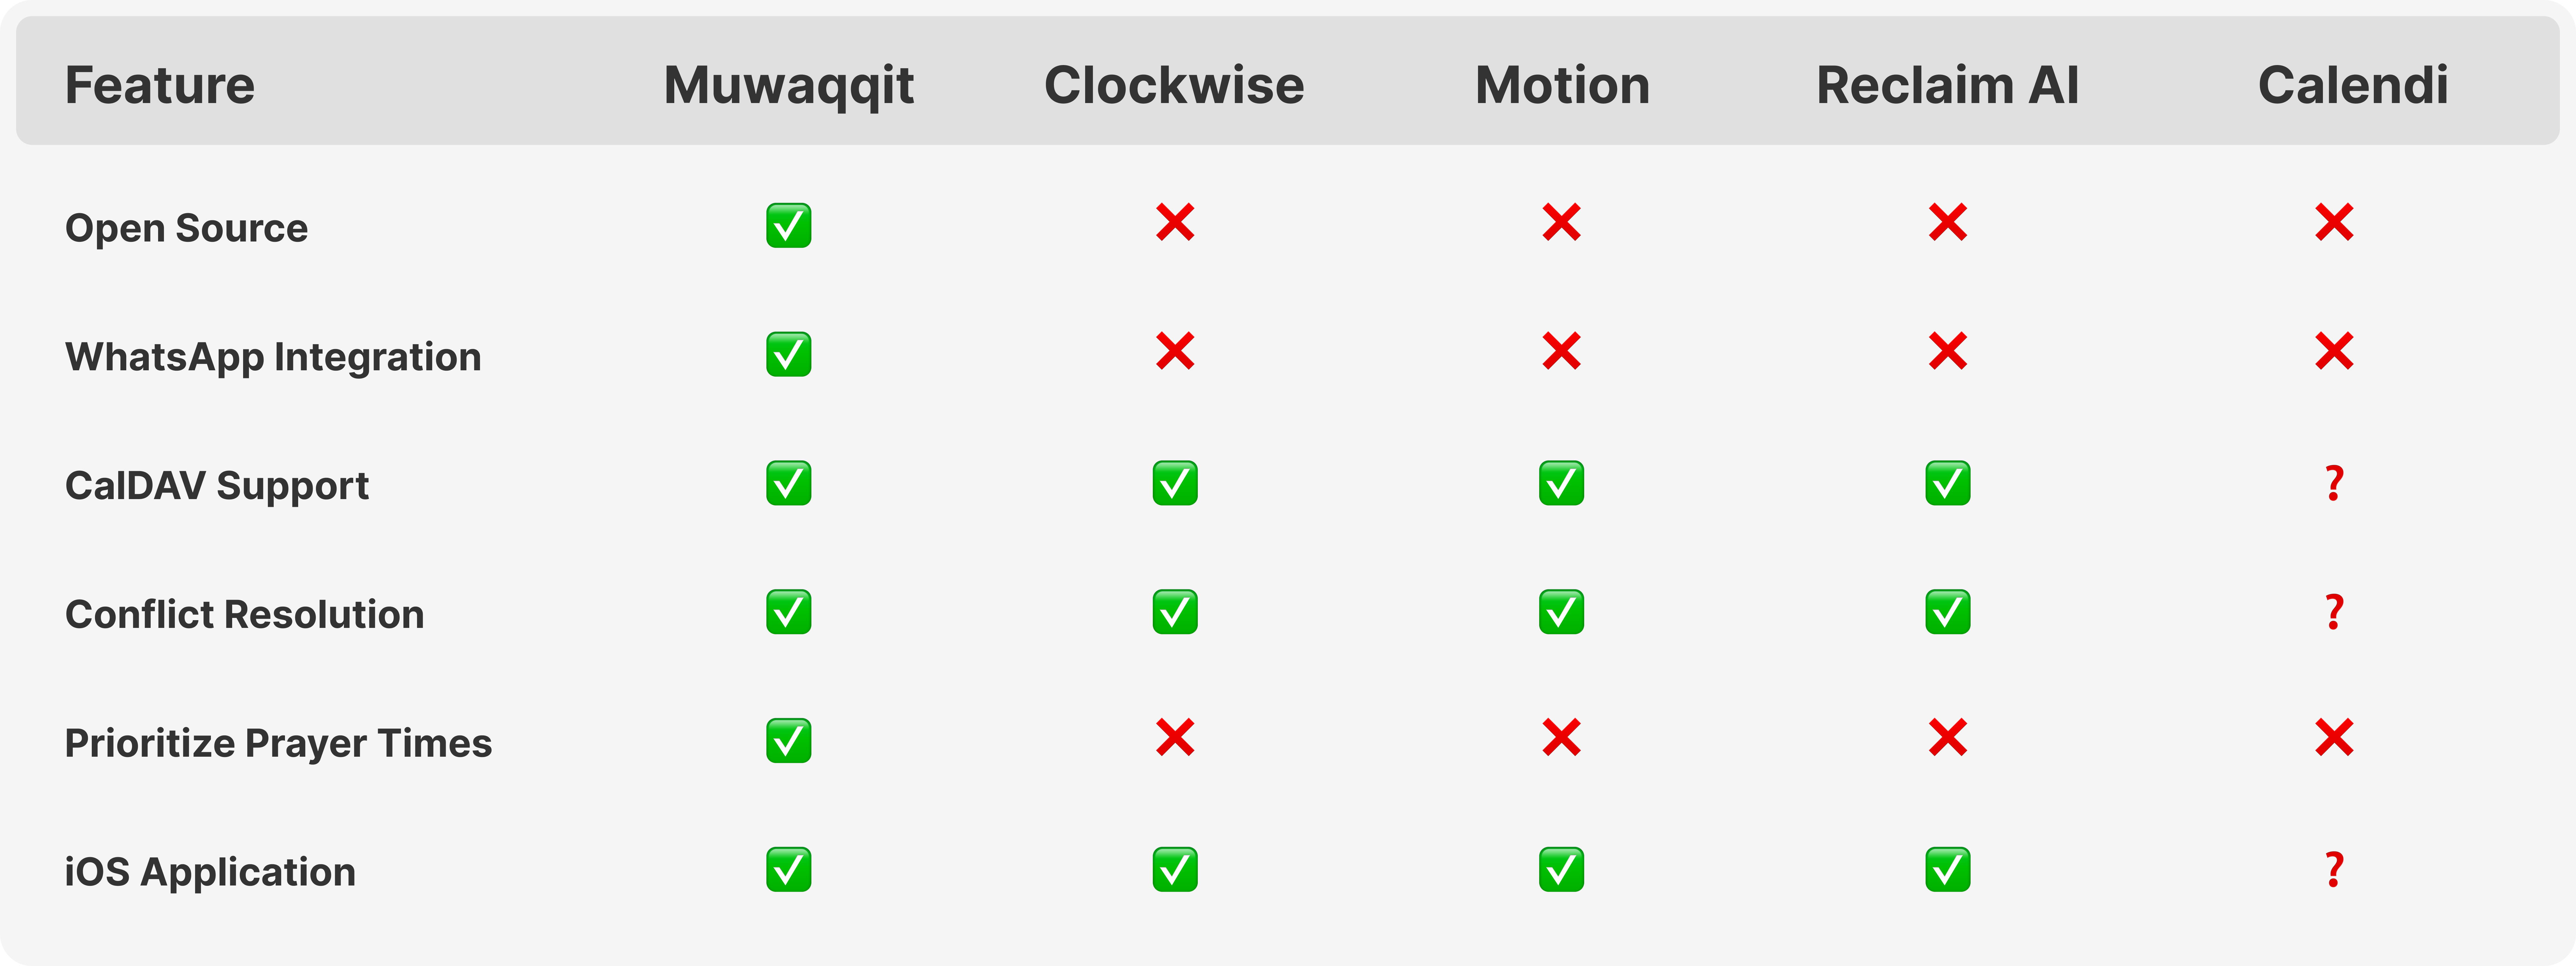 Feature Muwaqqit Clockwise Motion Reclaim AI Calendi
Open Source ✅ ❌ ❌ ❌ ❌
WhatsApp Integration ✅ ❌ ❌ ❌ ❌
CalDAV Support ✅ ✅ ✅ ✅ ❓
Conflict Resolution ✅ ✅ ✅ ✅ ❓
Prioritize Prayer Times ✅ ❌ ❌ ❌ ❌
iOS Application ✅ ✅ ✅ ✅ ❓